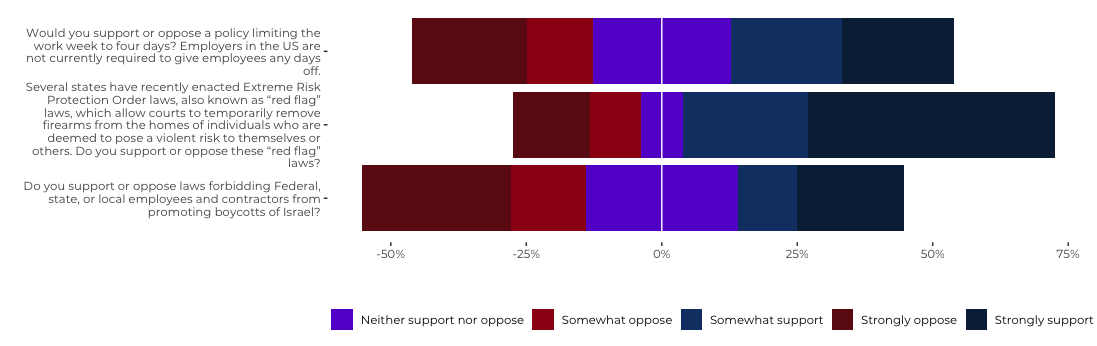 Would you support or oppose a policy limiting the
work week to four days? Employers in the US are
not currently required to give employees any days
off.
Several states have recently enacted Extreme Risk
Protection Order laws, also known as “red flag”
laws, which allow courts to temporarily remove
firearms from the homes of individuals who are
deemed to pose a violent risk to themselves or
others. Do you support or oppose these “red flag”
laws?
Do you support or oppose laws forbidding Federal,
state, or local employees and contractors from
promoting boycotts of Israel?
-50% -25% 0% 25% 50% 75%
Neither support nor oppose Somewhat oppose Somewhat support Strongly oppose Strongly support